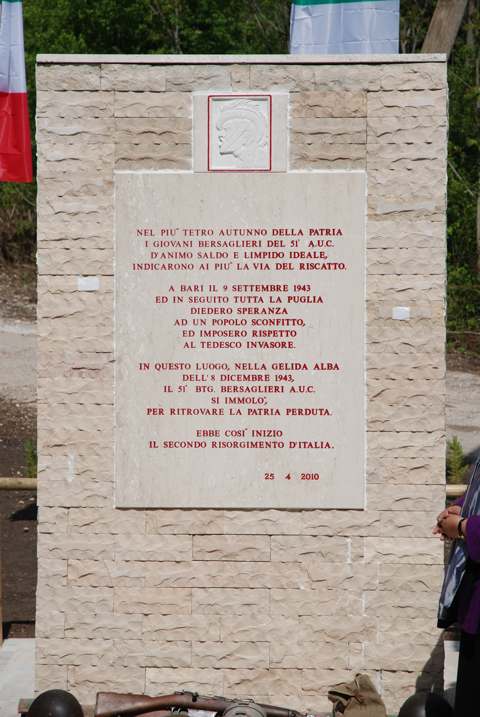 NEL PIU' TETRO AUTUNNO DELLA PATRIA
I GIOVANI BERSAGLIERI DEL 51° A.U.C.
D'ANIMO SALDO E LIMPIDO IDEALE,
INDICARONO AI PIU' LA VIA DEL RISCATTO.
A BARI IL 9 SETTEMBRE 1943
ED IN SEGUITO TUTTA LA PUGLIA
DIEDERO SPERANZA
AD UN POPOLO SCONFITTO,
ED IMPOSERO RISPETTO
AL TEDESCO INVASORE.
IN QUESTO LUOGO, NELLA GELIDA ALBA
DELL'8 DICEMBRE 1943,
IL 51° BTG. BERSAGLIERI A.U.C.
SI IMMOLO',
PER RITROVARE LA PATRIA PERDUTA.
EBBE COSI' INIZIO
IL SECONDO RISORGIMENTO D'ITALIA.
25 4 2010